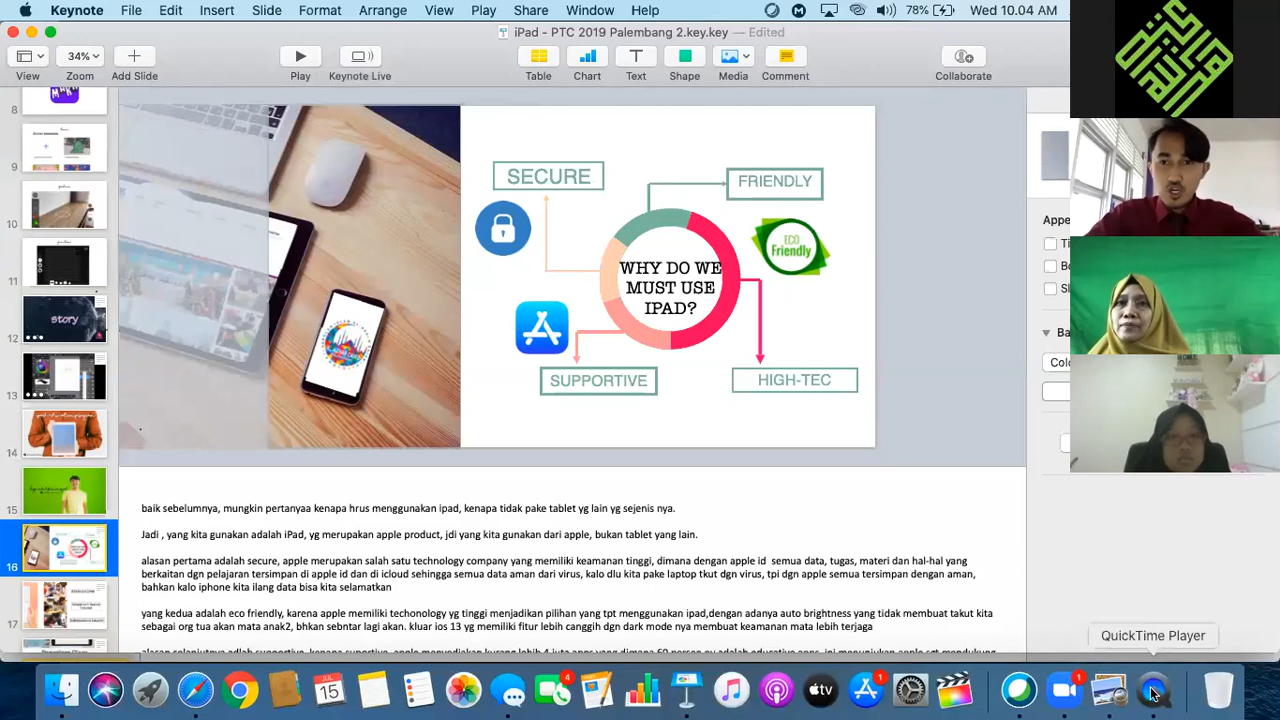 Keynote File Edit Insert Slide Format Arrange View Play Share Window Help 78% Wed 10.04 AM
iPad - PTC 2019 Palembang 2.key.key — Edited
34%
View Zoom Add Slide Play Keynote Live Table Chart Text Shape Media Comment Collaborate
8
9
10
11
12
story
13
14
15
16
17
SECURE
FRIENDLY
ECO
Friendly
WHY DO WE
MUST USE
IPAD?
SUPPORTIVE
HIGH-TEC
baik sebelumnya, mungkin pertanyaa kenapa hrus menggunakan ipad, kenapa tidak pake tablet yg lain yg sejenis nya.
Jadi , yang kita gunakan adalah iPad, yg merupakan apple product, jdi yang kita gunakan dari apple, bukan tablet yang lain.
alasan pertama adalah secure, apple merupakan salah satu technology company yang memiliki keamanan tinggi, dimana dengan apple id semua data, tugas, materi dan hal-hal yang
berkaitan dgn pelajaran tersimpan di apple id dan di icloud sehingga semua data aman dari virus, kalo dlu kita pake laptop tkut dgn virus, tpi dgn apple semua tersimpan dengan aman,
bahkan kalo iphone kita ilang data bisa kita selamatkan
yang kedua adalah eco friendly, karena apple memiliki techonology yg tinggi menjadikan pilihan yang tpt menggunakan ipad,dengan adanya auto brightness yang tidak membuat takut kita
sebagai org tua akan mata anak2, bhkan sebntar lagi akan. kluar ios 13 yg memiliki fitur lebih canggih dgn dark mode nya membuat keamanan mata lebih terjaga
Appe
Ti
Bo
Sl
Ba
Colo
QuickTime Player
JUL
15
4
tv
1
1